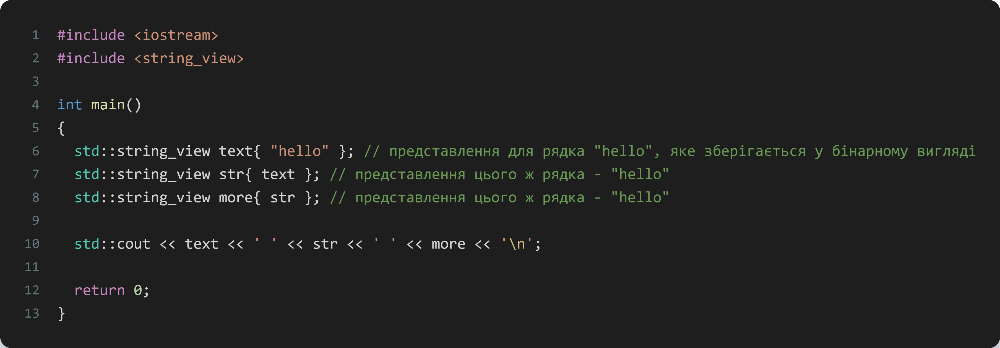 1 #include <iostream>
2 #include <string_view>
3
4 int main()
5 {
6   std::string_view text{ "hello" }; // представлення для рядка "hello", яке зберігається у бінарному вигляді
7   std::string_view str{ text }; // представлення цього ж рядка - "hello"
8   std::string_view more{ str }; // представлення цього ж рядка - "hello"
9
10   std::cout << text << ' ' << str << ' ' << more << '\n';
11
12   return 0;
13 }